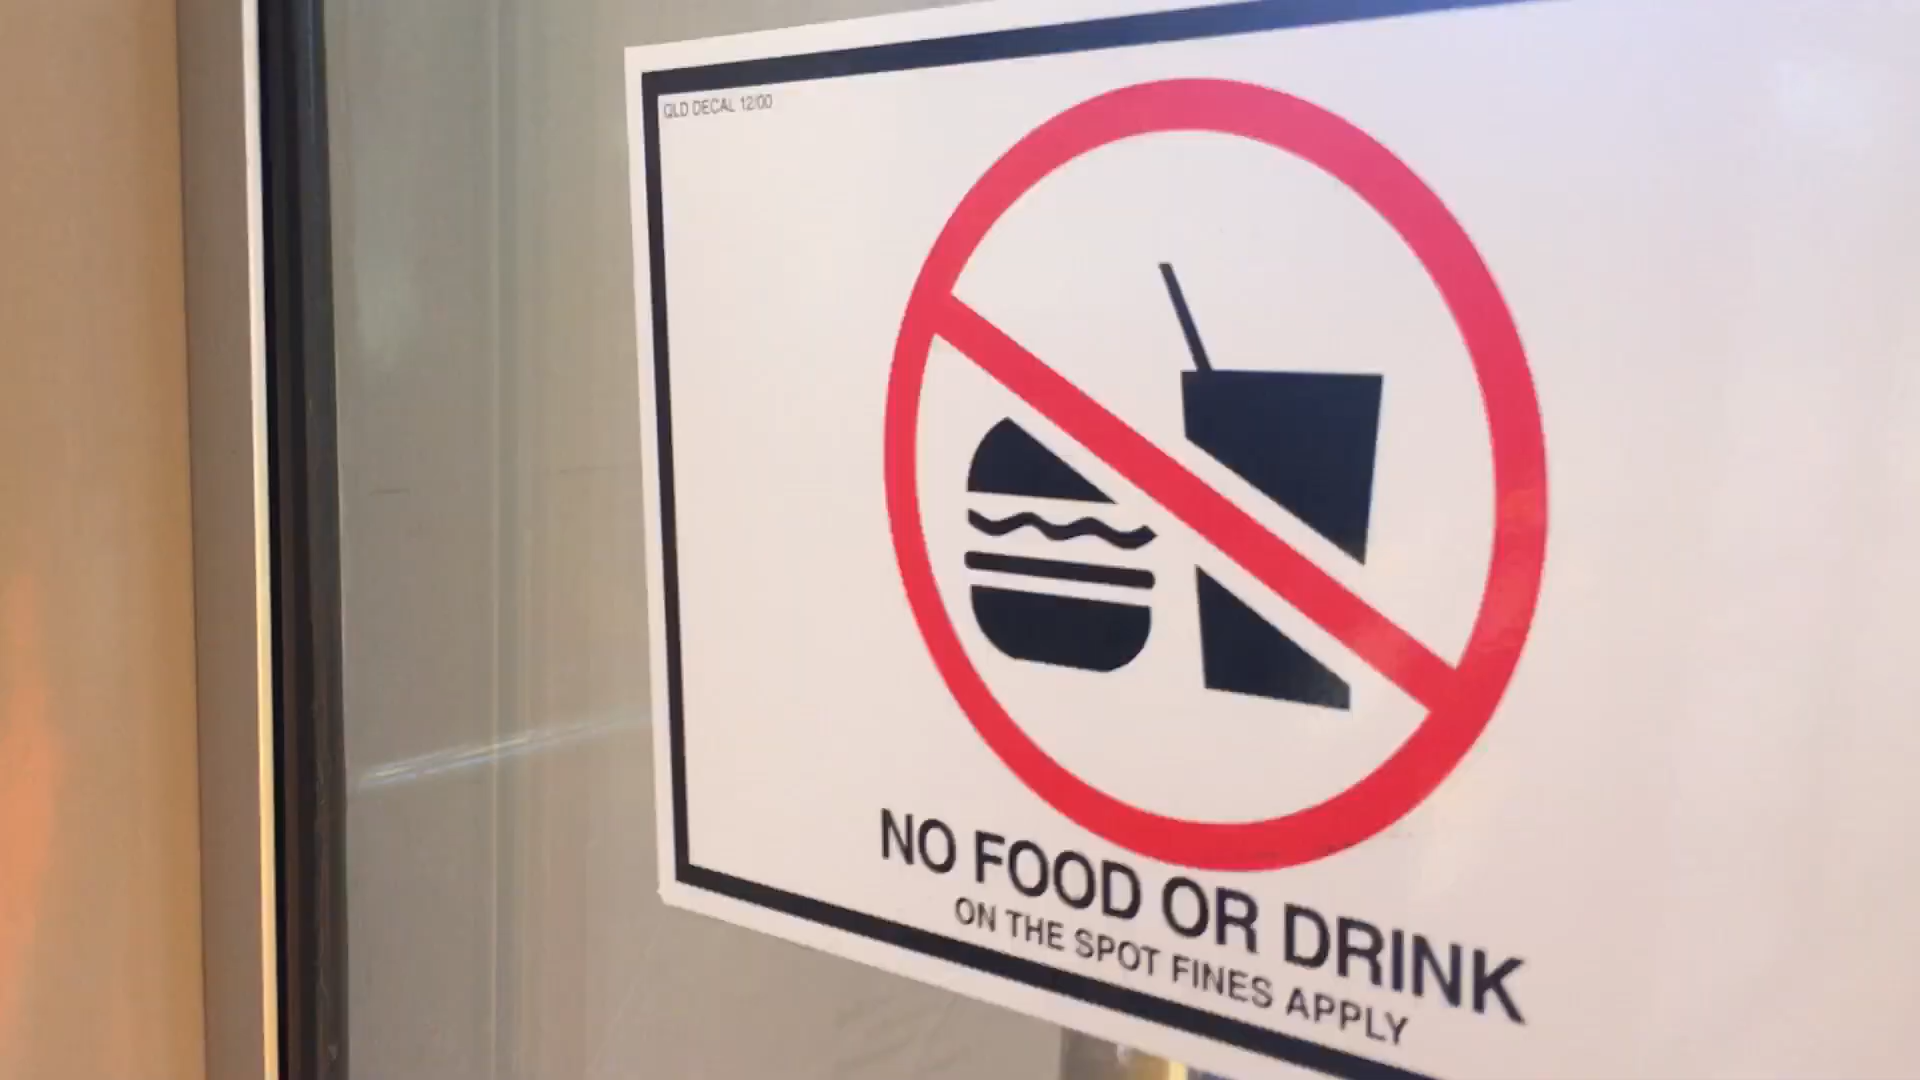 QLD DECAL 12/00
NO FOOD OR DRINK
ON THE SPOT FINES APPLY